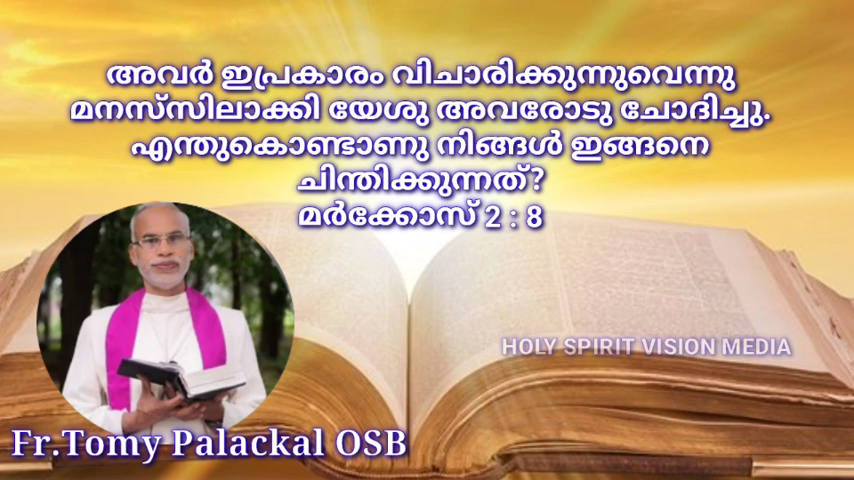 അവർ ഇപ്രകാരം വിചാരിക്കുന്നുവെന്നു
മനസ്സിലാക്കി യേശു അവരോടു ചോദിച്ചു.
എന്തുകൊണ്ടാണു നിങ്ങൾ ഇങ്ങനെ
ചിന്തിക്കുന്നത്?
മർക്കോസ് 2 : 8
HOLY SPIRIT VISION MEDIA
Fr.Tomy Palackal OSB